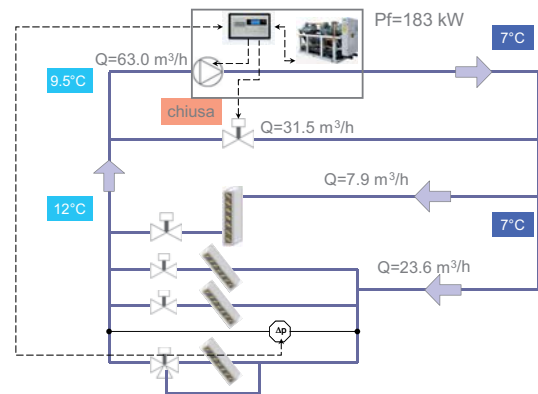 Pf=183 kW
7°C
Q=63.0 m³/h
9.5°C
chiusa
Q=31.5 m³/h
Q=7.9 m³/h
12°C
7°C
Q=23.6 m³/h
Δp